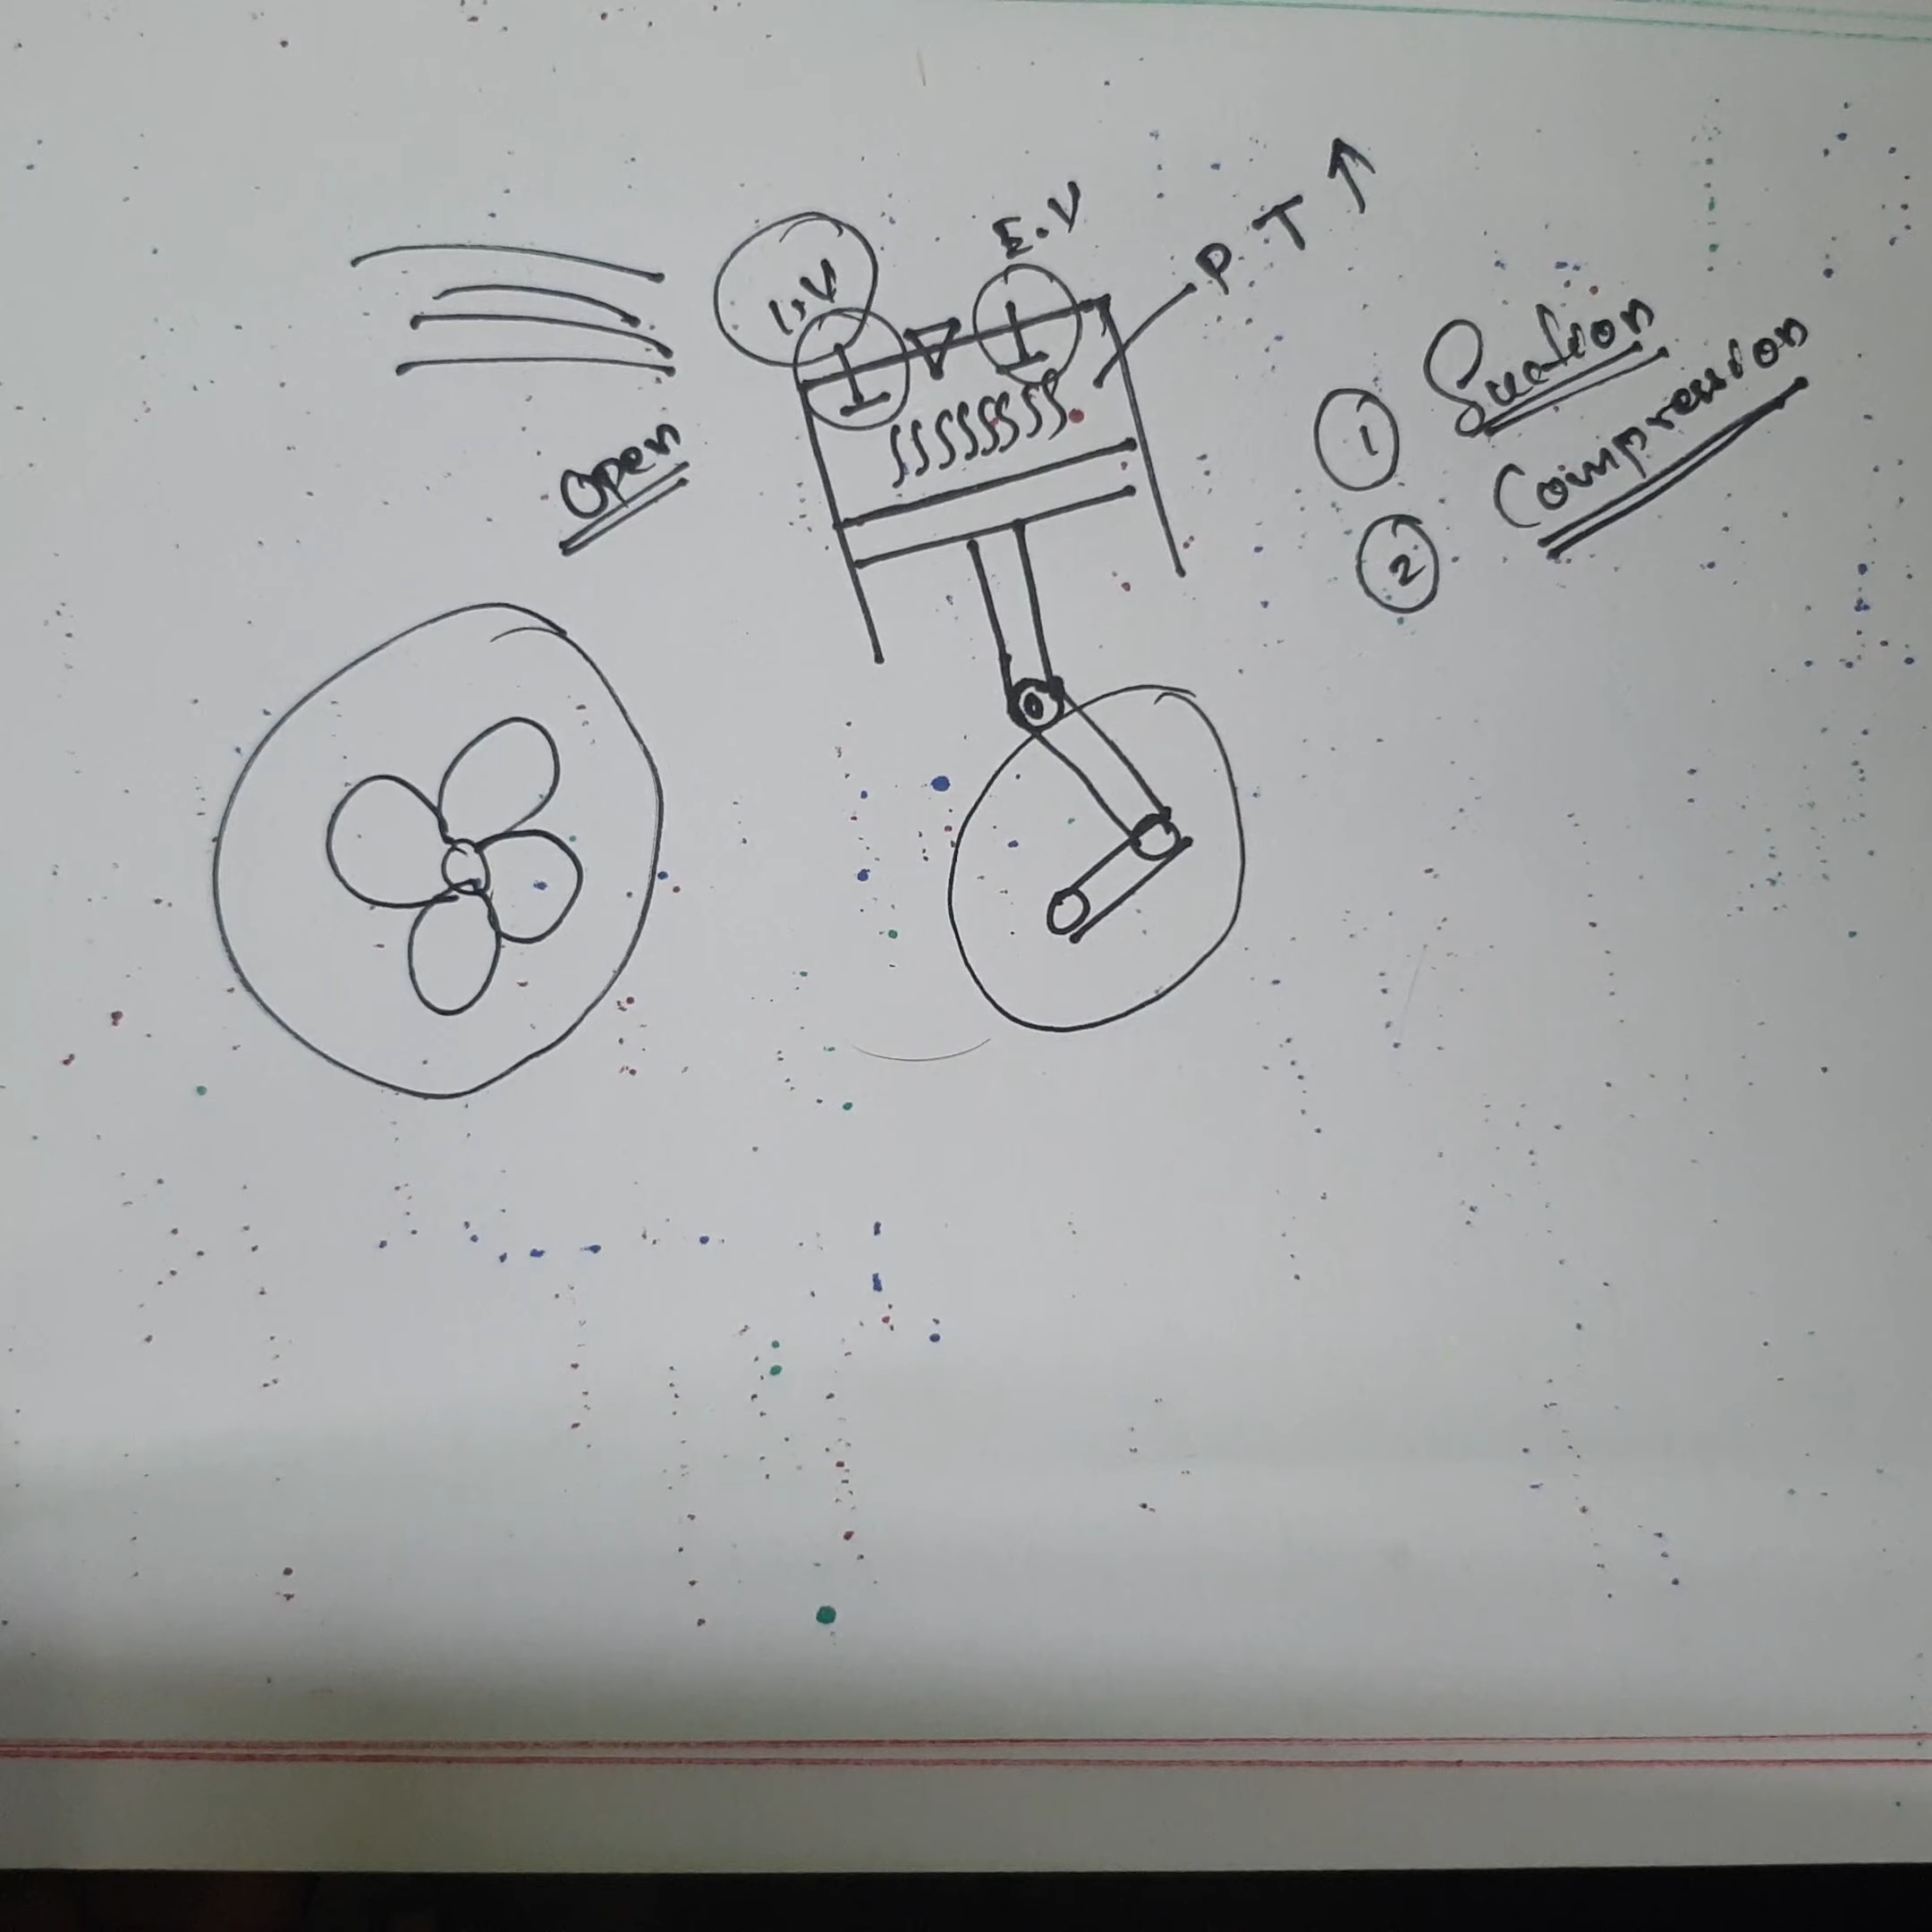 I.V
E.V
P. T ↑
Open
① Suction
② Compression